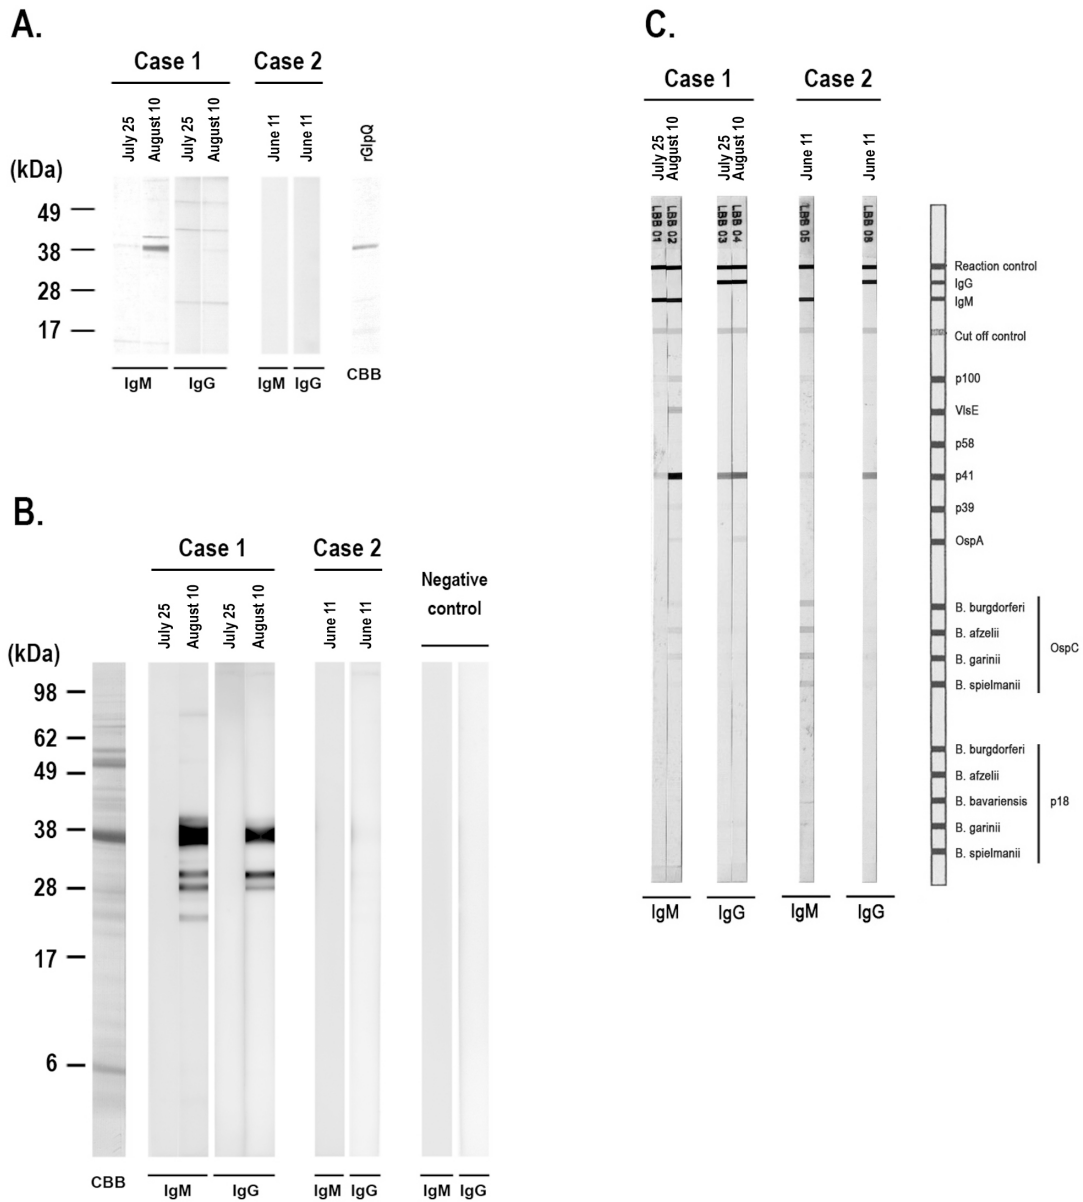 A.
Case 1
Case 2
July 25
August 10
July 25
August 10
June 11
June 11
rGlpQ
(kDa)
49
38
28
17
IgM
IgG
IgM
IgG
CBB
B.
Case 1
Case 2
Negative
control
July 25
August 10
July 25
August 10
June 11
June 11
(kDa)
98
62
49
38
28
17
6
CBB
IgM
IgG
IgM
IgG
IgM
IgG
C.
Case 1
Case 2
July 25
August 10
July 25
August 10
June 11
June 11
LBB 01
LBB 02
LBB 03
LBB 04
LBB 05
LBB 06
Reaction control
IgG
IgM
Cut off control
p100
VlsE
p58
p41
p39
OspA
B. burgdorferi
B. afzelii
B. garinii
B. spielmanii
OspC
B. burgdorferi
B. afzelii
B. bavariensis
B. garinii
B. spielmanii
p18
IgM
IgG
IgM
IgG